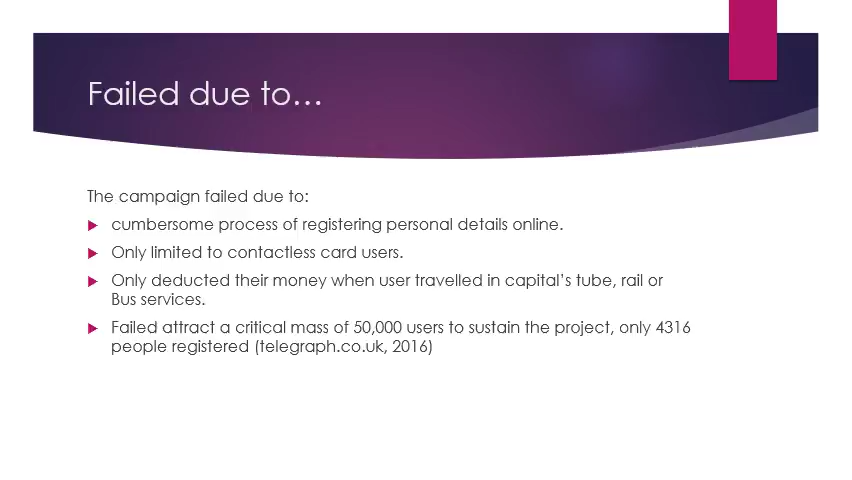 Failed due to…
The campaign failed due to:
cumbersome process of registering personal details online.
Only limited to contactless card users.
Only deducted their money when user travelled in capital's tube, rail or
Bus services.
Failed attract a critical mass of 50,000 users to sustain the project, only 4316
people registered (telegraph.co.uk, 2016)